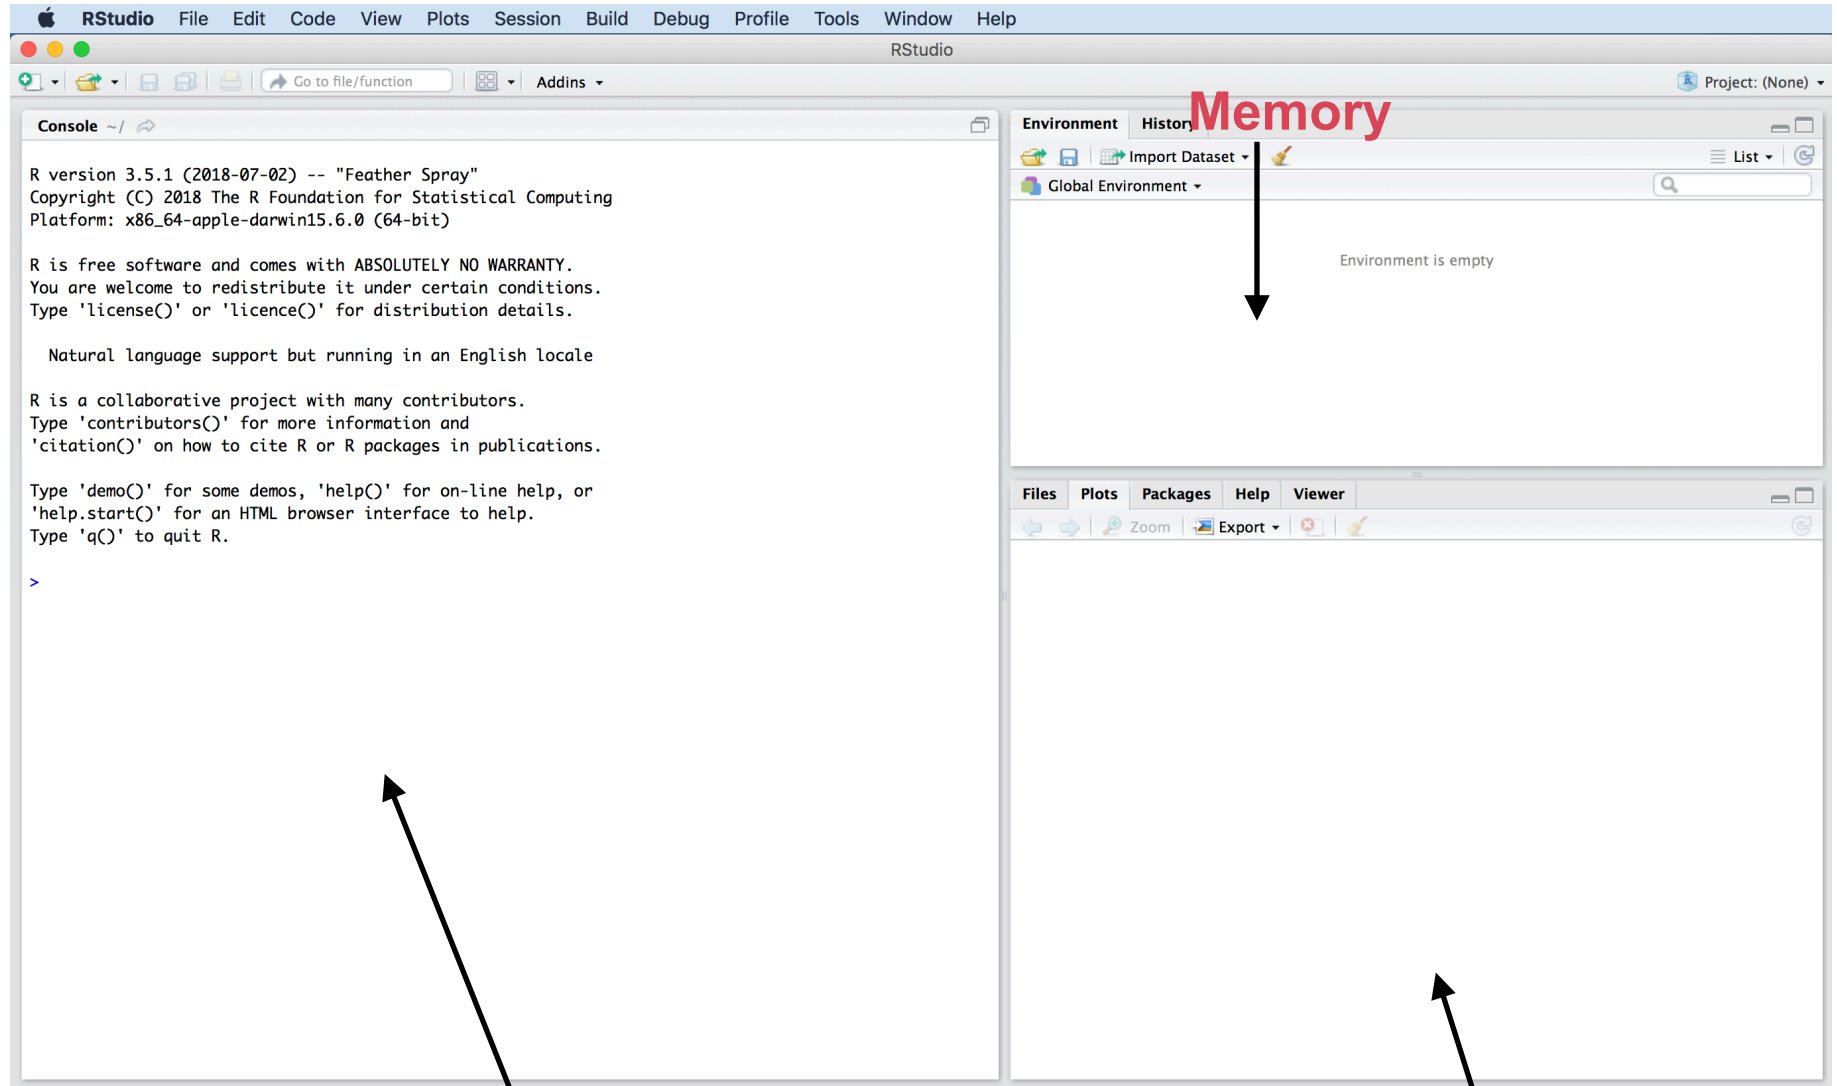 RStudio File Edit Code View Plots Session Build Debug Profile Tools Window Help
RStudio
Go to file/function Addins Project: (None)
Console ~/
R version 3.5.1 (2018-07-02) -- "Feather Spray"
Copyright (C) 2018 The R Foundation for Statistical Computing
Platform: x86_64-apple-darwin15.6.0 (64-bit)
R is free software and comes with ABSOLUTELY NO WARRANTY.
You are welcome to redistribute it under certain conditions.
Type 'license()' or 'licence()' for distribution details.
Natural language support but running in an English locale
R is a collaborative project with many contributors.
Type 'contributors()' for more information and
'citation()' on how to cite R or R packages in publications.
Type 'demo()' for some demos, 'help()' for on-line help, or
'help.start()' for an HTML browser interface to help.
Type 'q()' to quit R.
>
Memory
Environment History
Import Dataset List
Global Environment
Environment is empty
Files Plots Packages Help Viewer
Zoom Export